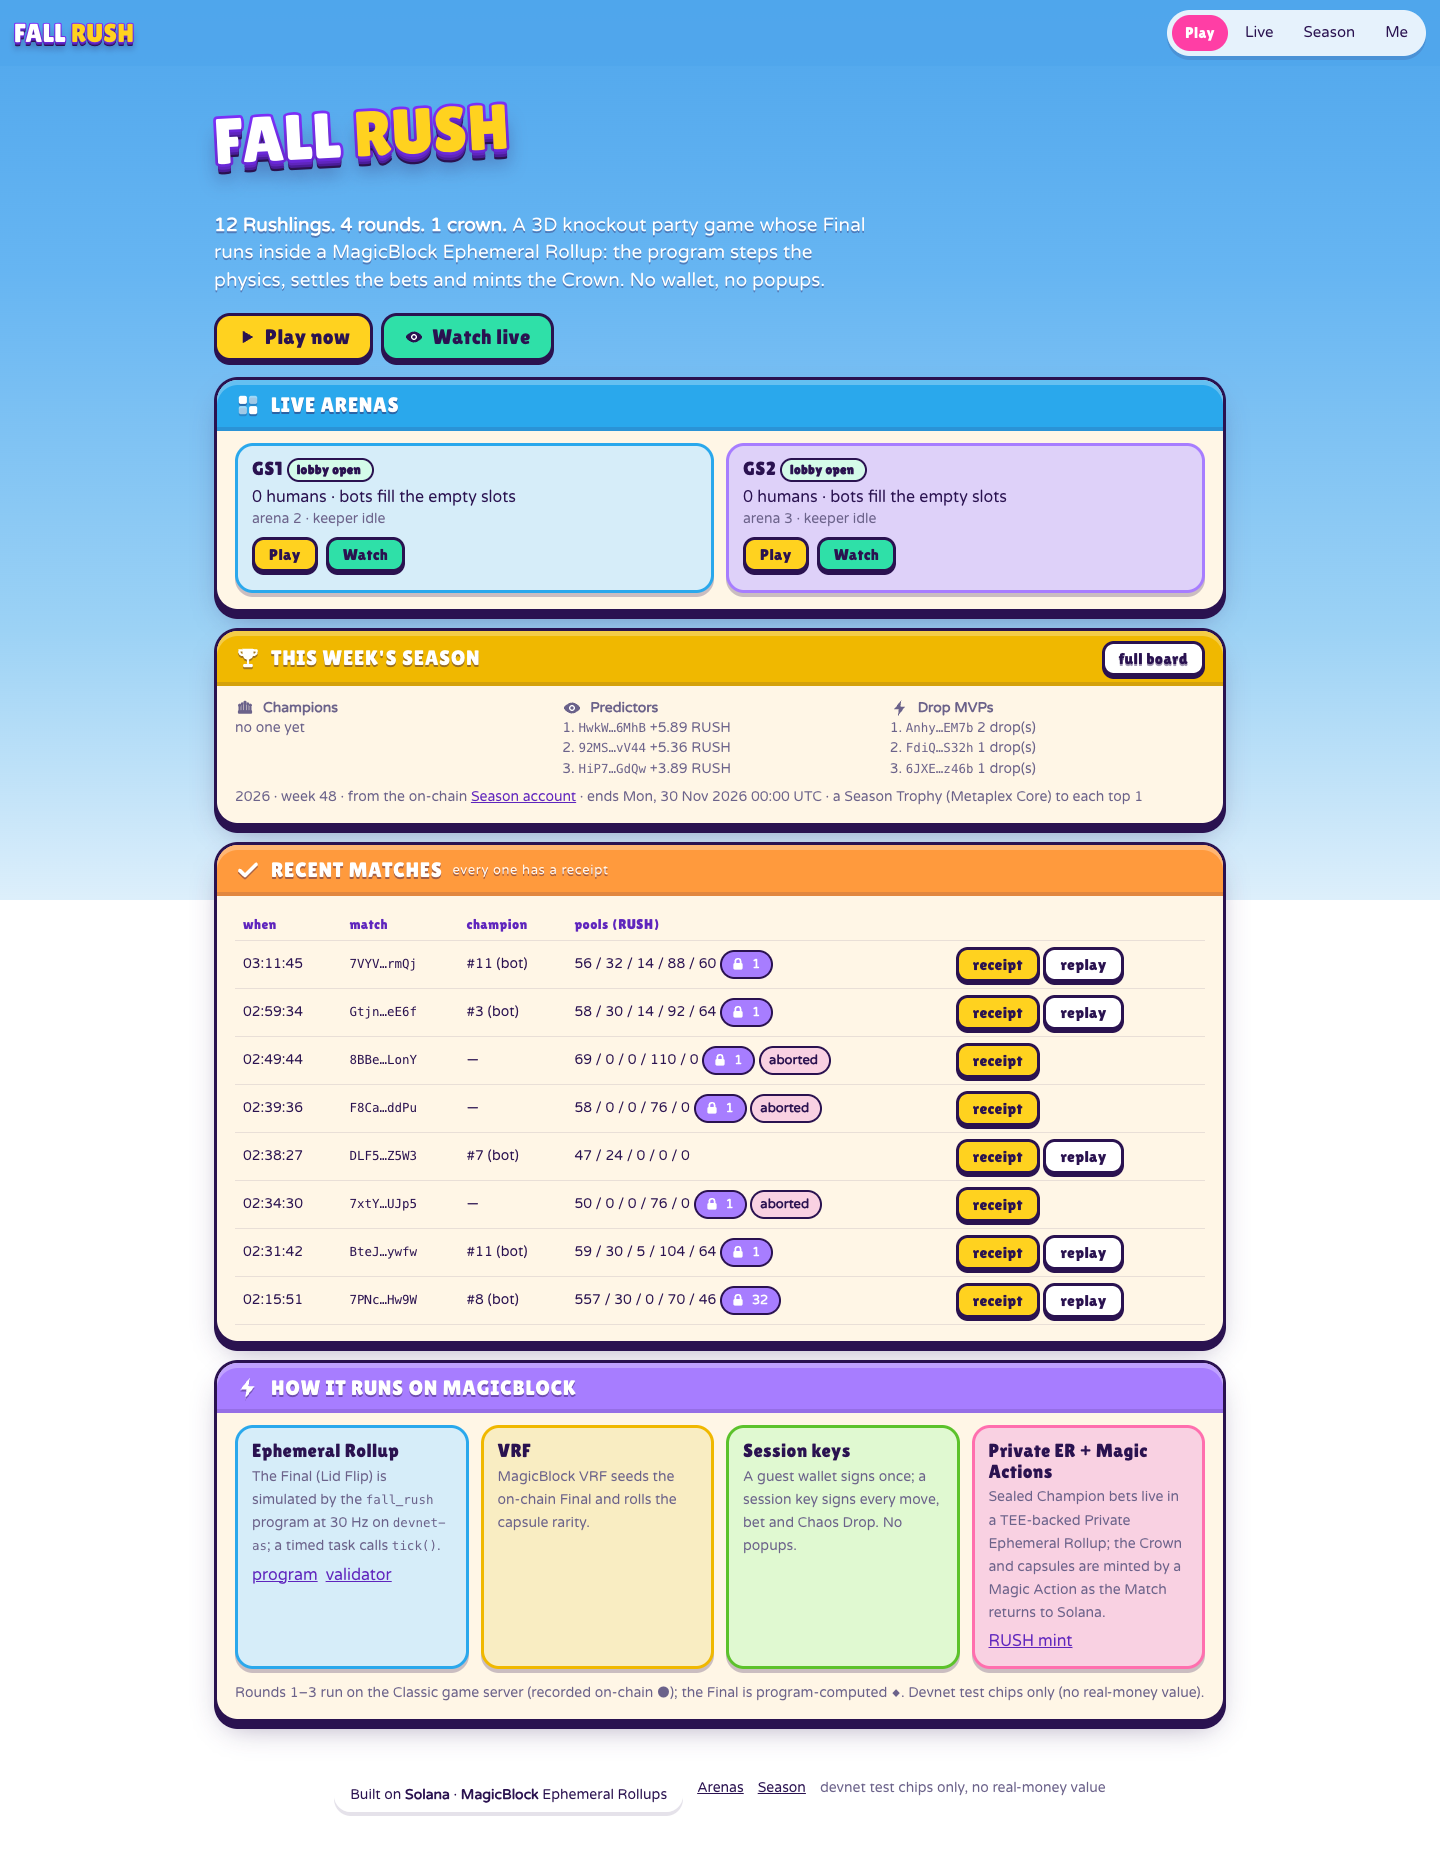 FALL RUSH
Play Live Season Me
FALL RUSH
12 Rushlings. 4 rounds. 1 crown. A 3D knockout party game whose Final
runs inside a MagicBlock Ephemeral Rollup: the program steps the
physics, settles the bets and mints the Crown. No wallet, no popups.
Play now Watch live
LIVE ARENAS
GS1 lobby open
0 humans · bots fill the empty slots
arena 2 · keeper idle
Play Watch
GS2 lobby open
0 humans · bots fill the empty slots
arena 3 · keeper idle
Play Watch
THIS WEEK'S SEASON full board
Champions
no one yet
Predictors
1. HwkW…6MhB +5.89 RUSH
2. 92MS…vV44 +5.36 RUSH
3. HiP7…GdQw +3.89 RUSH
Drop MVPs
1. Anhy…EM7b 2 drop(s)
2. FdiQ…S32h 1 drop(s)
3. 6JXE…z46b 1 drop(s)
2026 · week 48 · from the on-chain Season account · ends Mon, 30 Nov 2026 00:00 UTC · a Season Trophy (Metaplex Core) to each top 1
RECENT MATCHES every one has a receipt
when match champion pools (RUSH)
03:11:45 7VYV…rmQj #11 (bot) 56 / 32 / 14 / 88 / 60 1 receipt replay
02:59:34 Gtjn…eE6f #3 (bot) 58 / 30 / 14 / 92 / 64 1 receipt replay
02:49:44 8BBe…LonY — 69 / 0 / 0 / 110 / 0 1 aborted receipt
02:39:36 F8Ca…ddPu — 58 / 0 / 0 / 76 / 0 1 aborted receipt
02:38:27 DLF5…Z5W3 #7 (bot) 47 / 24 / 0 / 0 / 0 receipt replay
02:34:30 7xtY…UJp5 — 50 / 0 / 0 / 76 / 0 1 aborted receipt
02:31:42 BteJ…ywfw #11 (bot) 59 / 30 / 5 / 104 / 64 1 receipt replay
02:15:51 7PNc…Hw9W #8 (bot) 557 / 30 / 0 / 70 / 46 32 receipt replay
HOW IT RUNS ON MAGICBLOCK
Ephemeral Rollup
The Final (Lid Flip) is
simulated by the fall_rush
program at 30 Hz on devnet-
as; a timed task calls tick().
program validator
VRF
MagicBlock VRF seeds the
on-chain Final and rolls the
capsule rarity.
Session keys
A guest wallet signs once; a
session key signs every move,
bet and Chaos Drop. No
popups.
Private ER + Magic
Actions
Sealed Champion bets live in
a TEE-backed Private
Ephemeral Rollup; the Crown
and capsules are minted by a
Magic Action as the Match
returns to Solana.
RUSH mint
Rounds 1–3 run on the Classic game server (recorded on-chain ●); the Final is program-computed ◆. Devnet test chips only (no real-money value).
Built on Solana · MagicBlock Ephemeral Rollups Arenas Season devnet test chips only, no real-money value